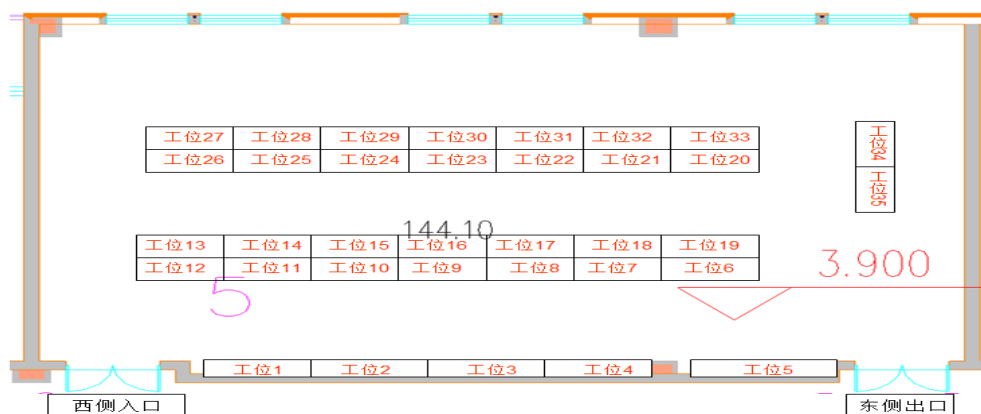 工位27 工位28 工位29 工位30 工位31 工位32 工位33
工位26 工位25 工位24 工位23 工位22 工位21 工位20
工位34
工位35
144.10
工位13 工位14 工位15 工位16 工位17 工位18 工位19
工位12 工位11 工位10 工位9 工位8 工位7 工位6
3.900
5
工位1 工位2 工位3 工位4 工位5
西侧入口 东侧出口